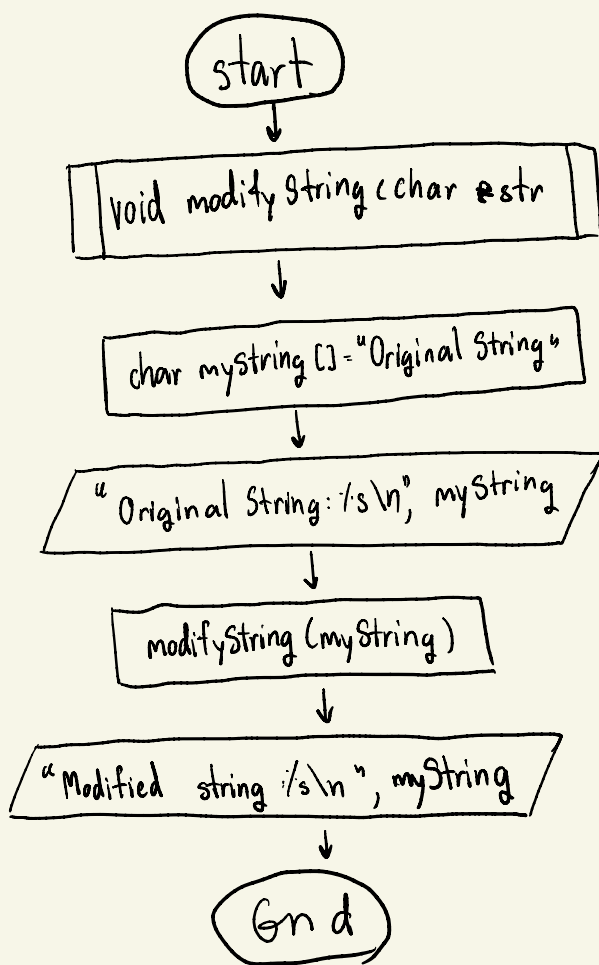 start
void modifyString (char *str
char myString [] = "Original String"
"Original String: %s\n", myString
modifyString (myString)
"Modified string %s\n", myString
End